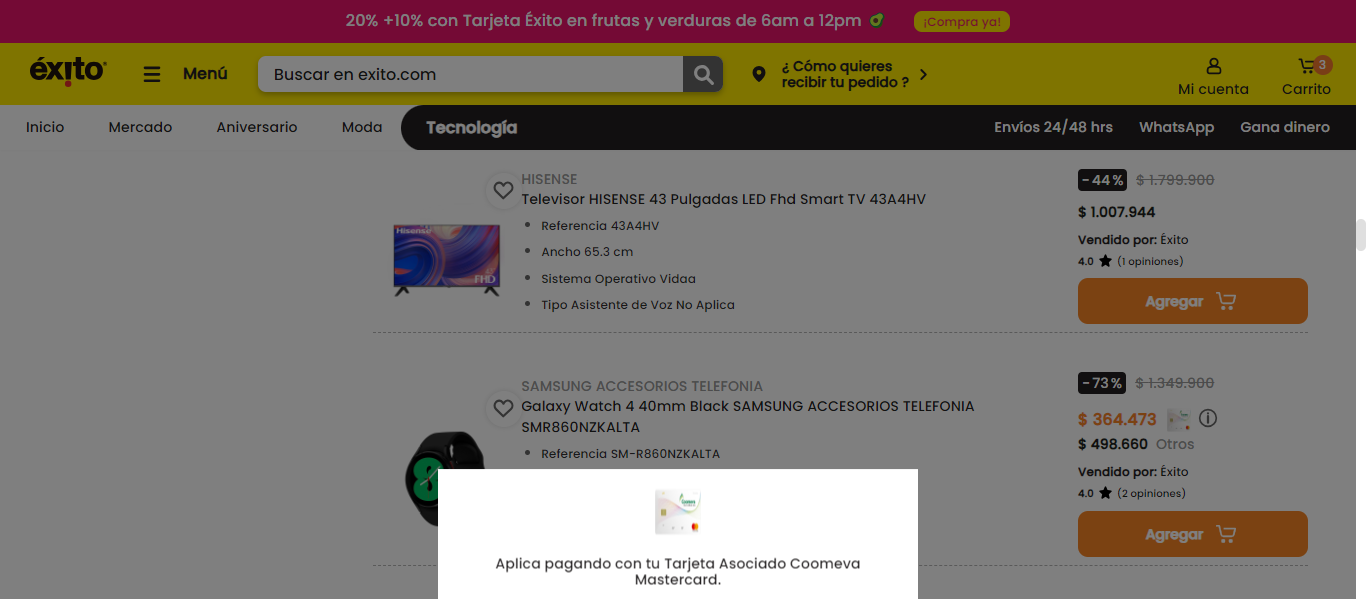 20% +10% con Tarjeta Éxito en frutas y verduras de 6am a 12pm
¡Compra ya!
éxito
Menú
Buscar en exito.com
¿ Cómo quieres
recibir tu pedido ?
Mi cuenta
3
Carrito
Inicio
Mercado
Aniversario
Moda
Tecnología
Envíos 24/48 hrs
WhatsApp
Gana dinero
HISENSE
Televisor HISENSE 43 Pulgadas LED Fhd Smart TV 43A4HV
Referencia 43A4HV
Ancho 65.3 cm
Sistema Operativo Vidaa
Tipo Asistente de Voz No Aplica
Hisense
FHD
-44%
$ 1.799.900
$ 1.007.944
Vendido por: Éxito
4.0 ★ (1 opiniones)
Agregar
SAMSUNG ACCESORIOS TELEFONIA
Galaxy Watch 4 40mm Black SAMSUNG ACCESORIOS TELEFONIA
SMR860NZKALTA
Referencia SM-R860NZKALTA
-73%
$ 1.349.900
$ 364.473
$ 498.660 Otros
Vendido por: Éxito
4.0 ★ (2 opiniones)
Agregar
Aplica pagando con tu Tarjeta Asociado Coomeva
Mastercard.